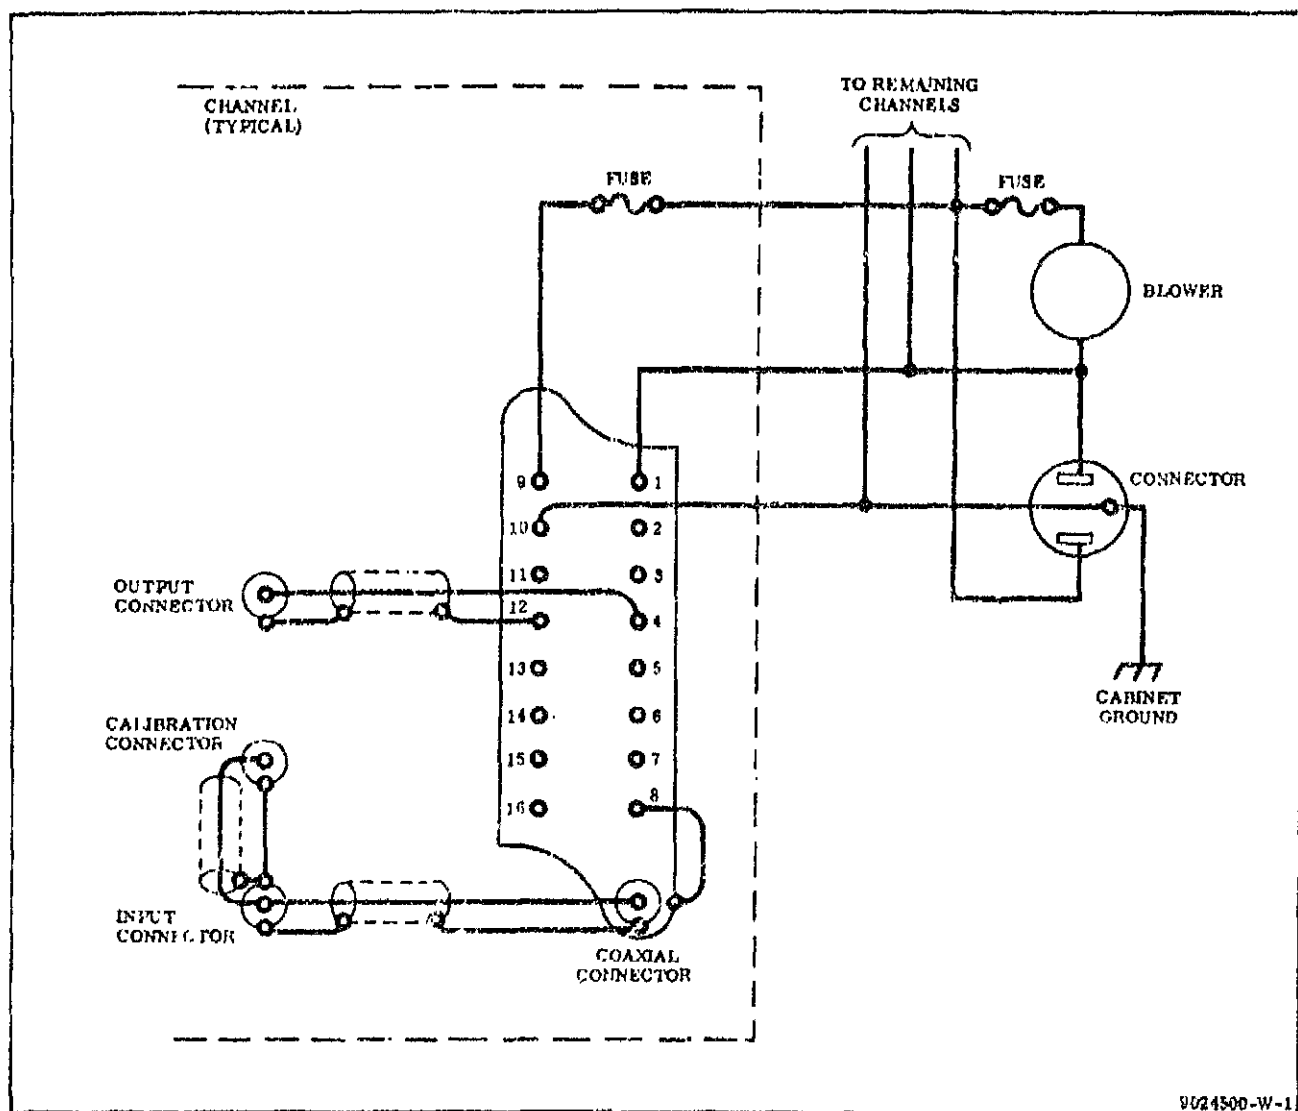 CHANNEL
(TYPICAL)
TO REMAINING
CHANNELS
FUSE
FUSE
BLOWER
9
1
CONNECTOR
10
2
11
3
OUTPUT
CONNECTOR
12
4
13
5
CABINET
GROUND
14
6
CALIBRATION
CONNECTOR
15
7
16
8
INPUT
CONNECTOR
COAXIAL
CONNECTOR
9024500-W-1